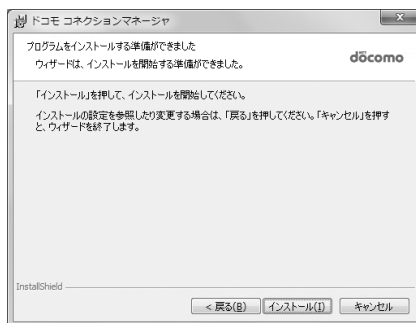 ドコモ コネクションマネージャ
プログラムをインストールする準備ができました
ウィザードは、インストールを開始する準備ができました。
docomo
「インストール」を押して、インストールを開始してください。
インストールの設定を参照したり変更する場合は、「戻る」を押してください。「キャンセル」を押す
と、ウィザードを終了します。
InstallShield
< 戻る(B)
インストール(I)
キャンセル